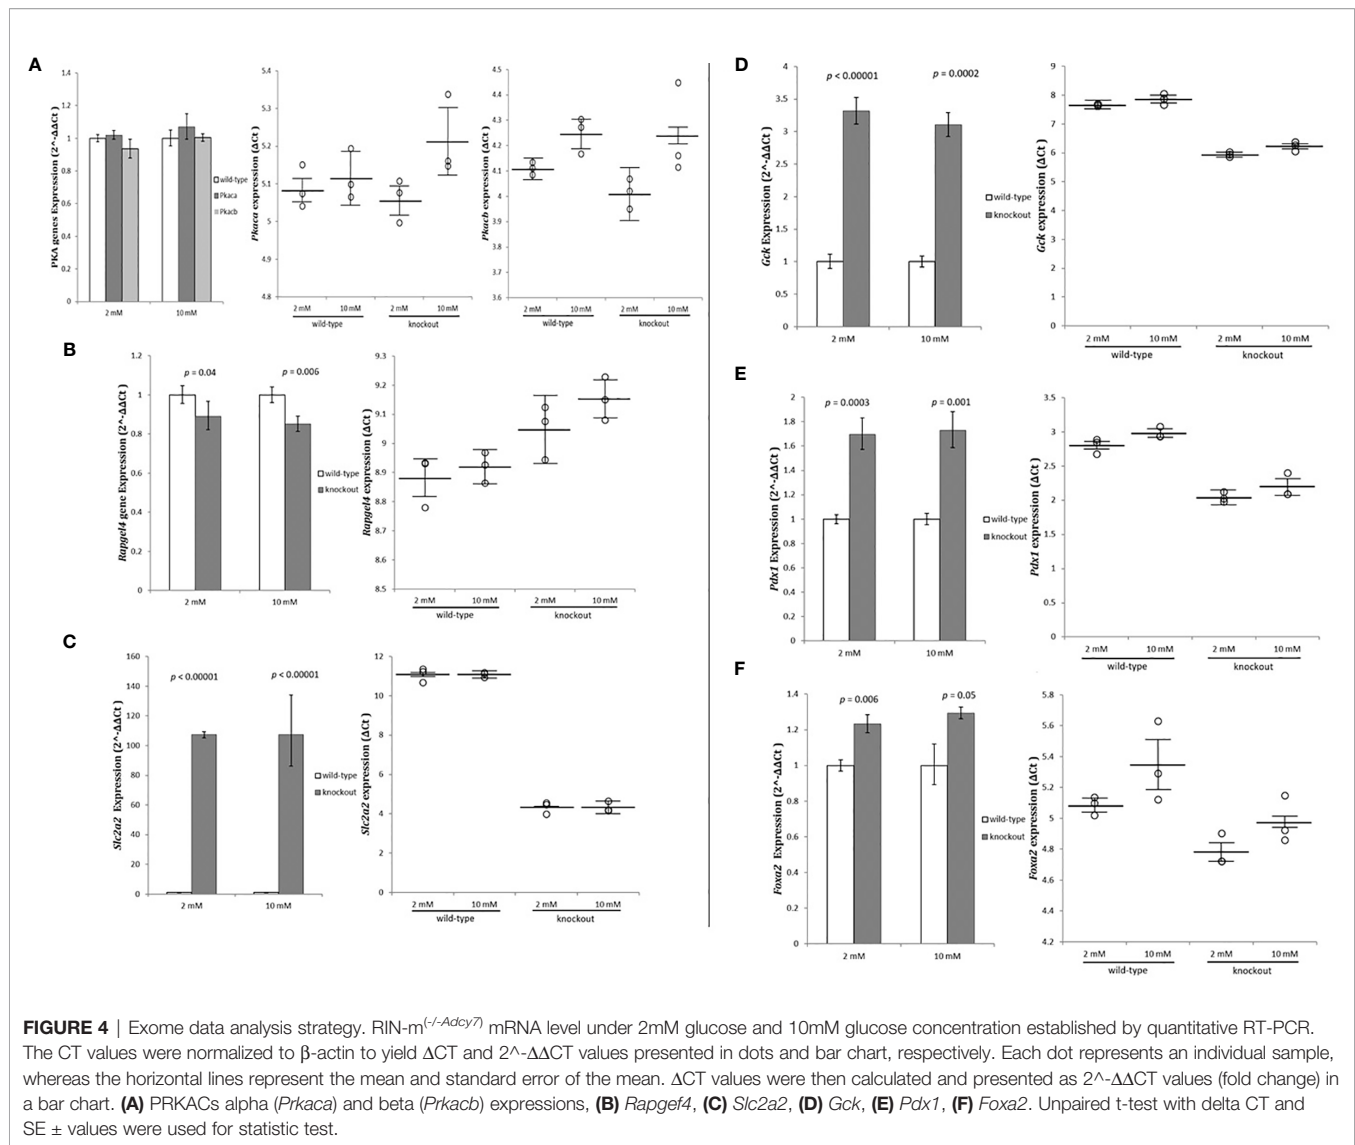 A
PKA genes Expression (2^-ΔΔCt )
1.4
1.2
1
0.8
0.6
0.4
0.2
0
2 mM
10 mM
wild-type
Pkaca
Pkacb
Pkaca expression (ΔCt )
5.4
5.3
5.2
5.1
5
4.9
4.8
2 mM
10 mM
2 mM
10 mM
wild-type
knockout
Pkacb expression (ΔCt )
4.5
4.4
4.3
4.2
4.1
4
3.9
3.8
3.7
3.6
2 mM
10 mM
2 mM
10 mM
wild-type
knockout
B
Rapgel4 gene Expression (2^-ΔΔCt )
1.2
1
0.8
0.6
0.4
0.2
0
p = 0.04
p = 0.006
2 mM
10 mM
wild-type
knockout
Rapgel4 expression (ΔCt )
9.3
9.2
9.1
9
8.9
8.8
8.7
8.6
8.5
2 mM
10 mM
2 mM
10 mM
wild-type
knockout
C
Slc2a2 Expression (2^-ΔΔCt )
160
140
120
100
80
60
40
20
0
p < 0.00001
p < 0.00001
2 mM
10 mM
wild-type
knockout
Slc2a2 expression (ΔCt )
12
10
8
6
4
2
0
2 mM
10 mM
2 mM
10 mM
wild-type
knockout
D
Gck Expression (2^-ΔΔCt )
4
3.5
3
2.5
2
1.5
1
0.5
0
p < 0.00001
p = 0.0002
2 mM
10 mM
wild-type
knockout
Gck expression (ΔCt )
9
8
7
6
5
4
3
2
1
0
2 mM
10 mM
2 mM
10 mM
wild-type
knockout
E
Pdx1 Expression (2^-ΔΔCt )
2
1.8
1.6
1.4
1.2
1
0.8
0.6
0.4
0.2
0
p = 0.0003
p = 0.001
2 mM
10 mM
wild-type
knockout
Pdx1 expression (ΔCt )
3.5
3
2.5
2
1.5
1
0.5
0
2 mM
10 mM
2 mM
10 mM
wild-type
knockout
F
Foxa2 Expression (2^-ΔΔCt )
1.4
1.2
1
0.8
0.6
0.4
0.2
0
p = 0.006
p = 0.05
2 mM
10 mM
wild-type
knockout
Foxa2 expression (ΔCt )
5.8
5.6
5.4
5.2
5
4.8
4.6
4.4
4.2
2 mM
10 mM
2 mM
10 mM
wild-type
knockout
FIGURE 4 | Exome data analysis strategy. RIN-m(-/-Adcy7) mRNA level under 2mM glucose and 10mM glucose concentration established by quantitative RT-PCR.
The CT values were normalized to β-actin to yield ΔCT and 2^-ΔΔCT values presented in dots and bar chart, respectively. Each dot represents an individual sample,
whereas the horizontal lines represent the mean and standard error of the mean. ΔCT values were then calculated and presented as 2^-ΔΔCT values (fold change) in
a bar chart. (A) PRKACs alpha (Prkaca) and beta (Prkacb) expressions, (B) Rapgef4, (C) Slc2a2, (D) Gck, (E) Pdx1, (F) Foxa2. Unpaired t-test with delta CT and
SE ± values were used for statistic test.